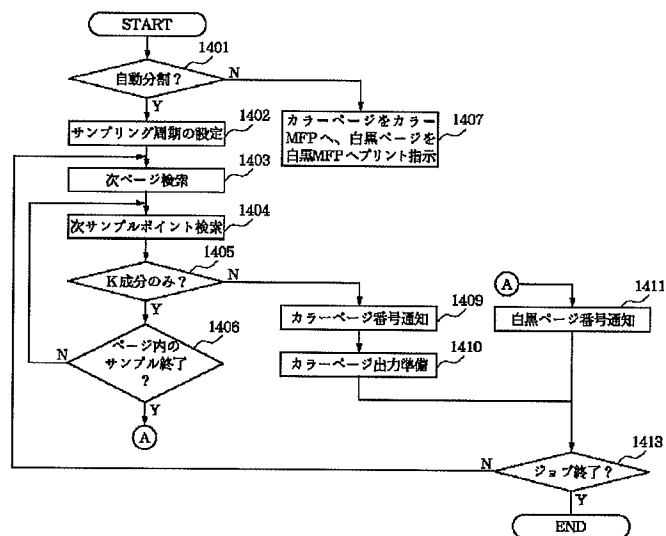 START
1401
自動分割？
N
Y
1402
サンプリング周期の設定
カラーページをカラー
MFPへ、白黒ページを
白黒MFPへプリント指示
1407
1403
次ページ検索
1404
次サンプルポイント検索
1405
K成分のみ？
N
Y
1409
カラーページ番号通知
A
1411
白黒ページ番号通知
1406
ページ内の
サンプル終了
？
N
Y
1410
カラーページ出力準備
A
1413
ジョブ終了？
N
Y
END